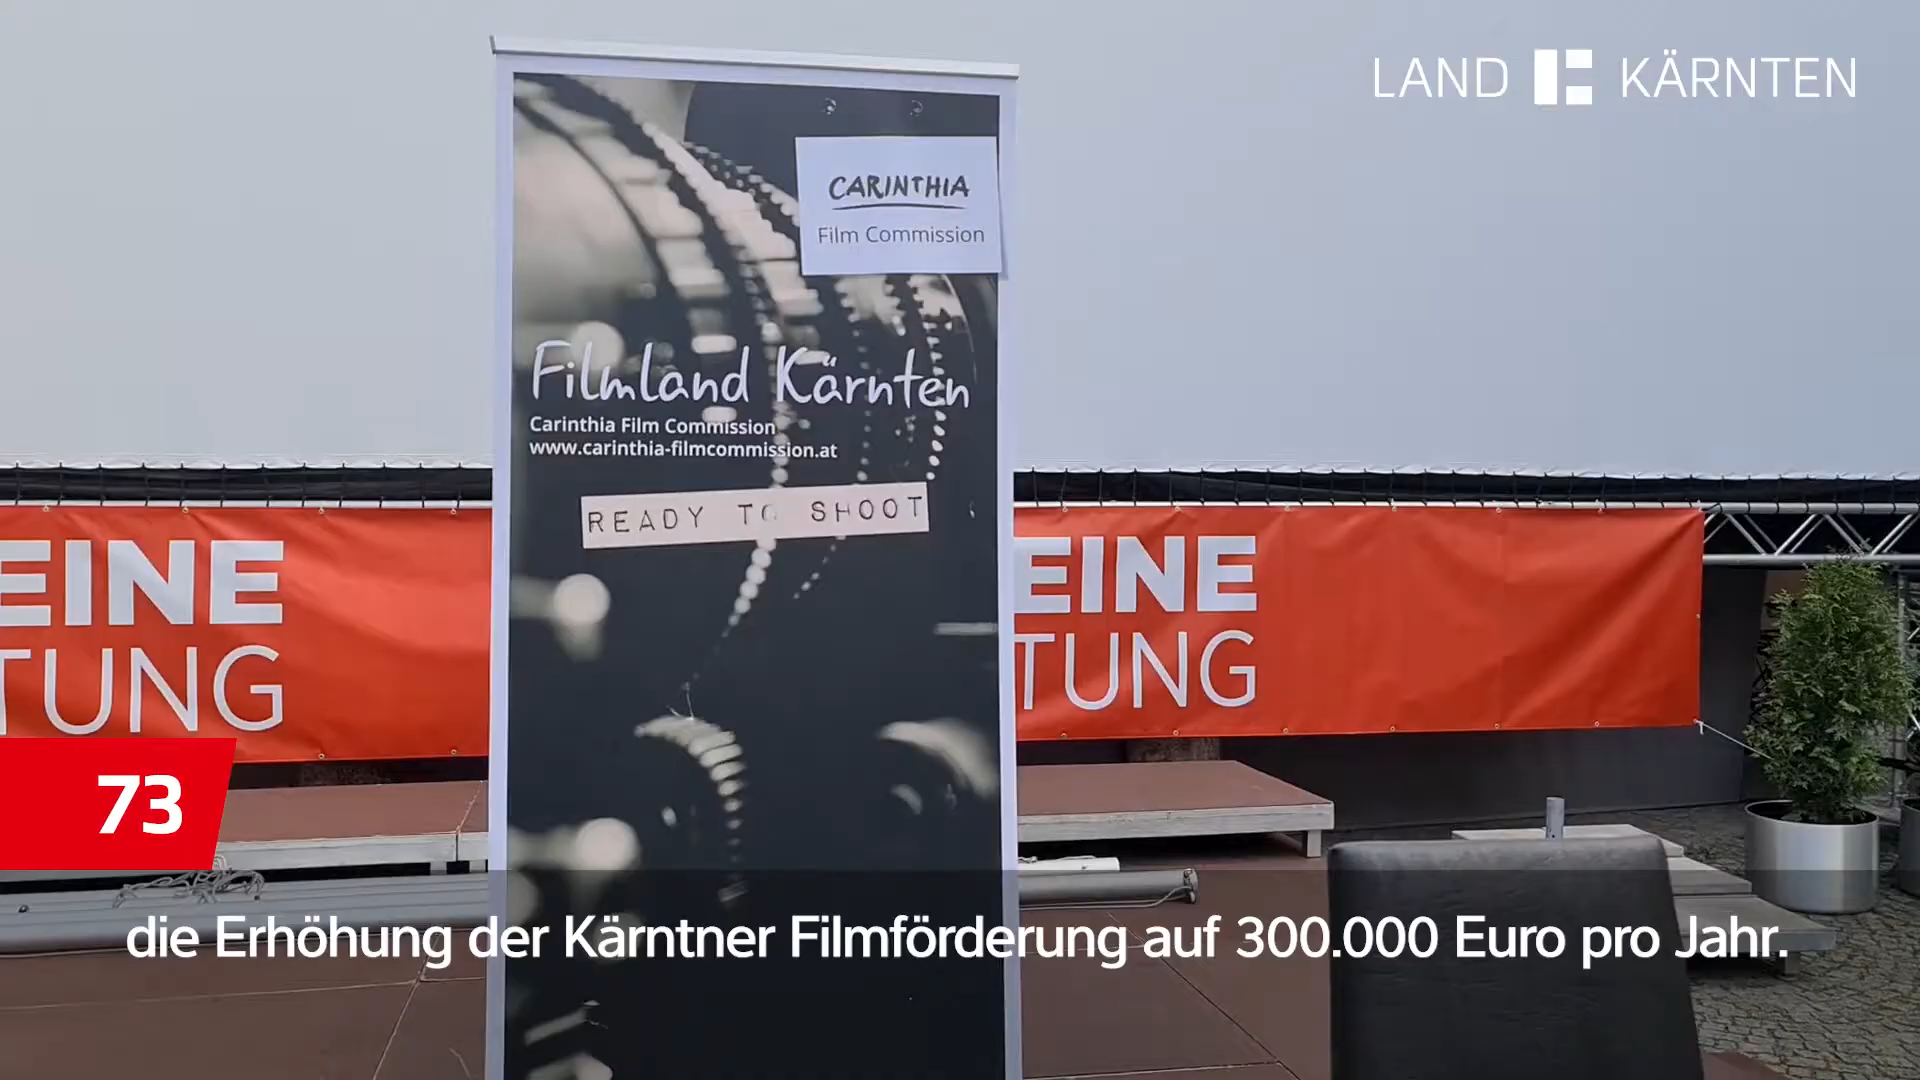 LAND KÄRNTEN
CARINTHIA
Film Commission
Filmland Kärnten
Carinthia Film Commission
www.carinthia-filmcommission.at
READY TO SHOOT
EINE
TUNG
EINE
TUNG
73
die Erhöhung der Kärntner Filmförderung auf 300.000 Euro pro Jahr.